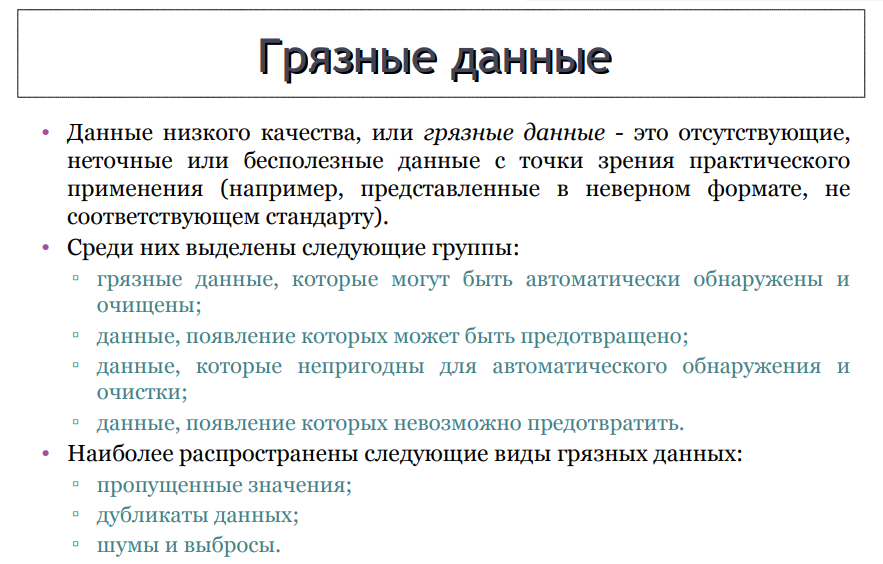 Грязные данные
• Данные низкого качества, или грязные данные - это отсутствующие,
неточные или бесполезные данные с точки зрения практического
применения (например, представленные в неверном формате, не
соответствующем стандарту).
• Среди них выделены следующие группы:
▫ грязные данные, которые могут быть автоматически обнаружены и
очищены;
▫ данные, появление которых может быть предотвращено;
▫ данные, которые непригодны для автоматического обнаружения и
очистки;
▫ данные, появление которых невозможно предотвратить.
• Наиболее распространены следующие виды грязных данных:
▫ пропущенные значения;
▫ дубликаты данных;
▫ шумы и выбросы.